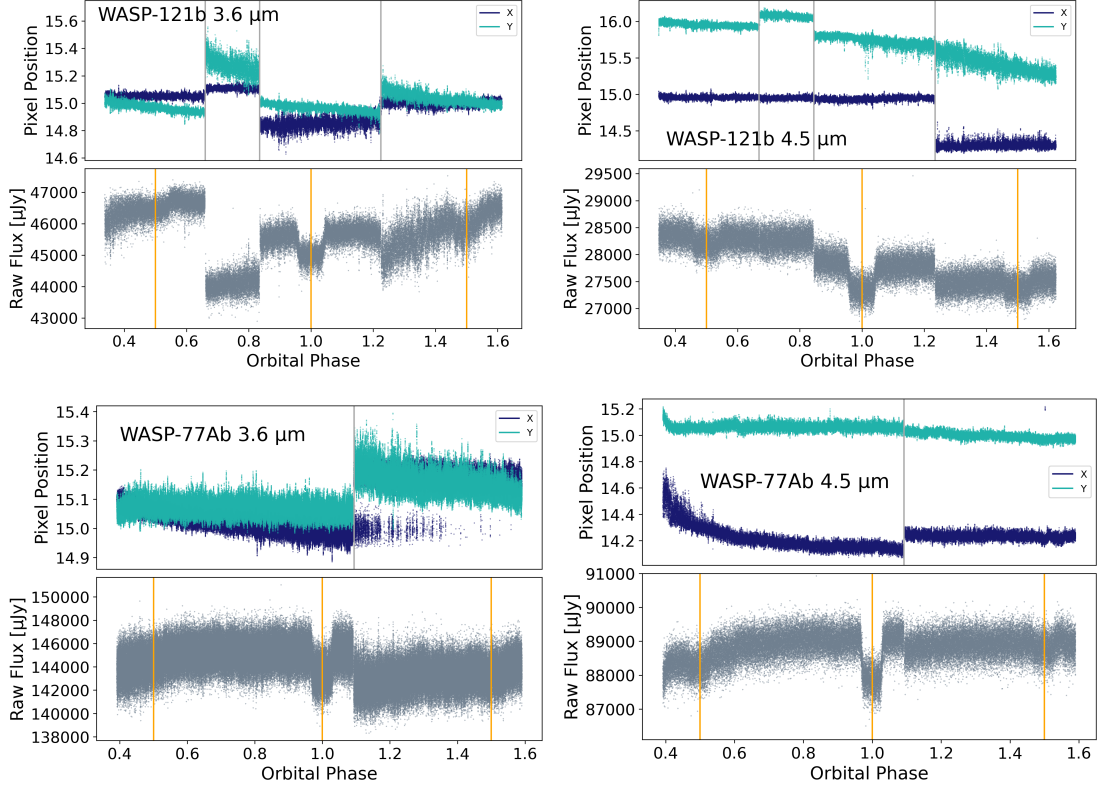 WASP-121b 3.6 μm
X
Y
Pixel Position
15.6
15.4
15.2
15.0
14.8
14.6
Raw Flux [μJy]
47000
46000
45000
44000
43000
0.4 0.6 0.8 1.0 1.2 1.4 1.6
Orbital Phase
WASP-121b 4.5 μm
X
Y
Pixel Position
16.0
15.5
15.0
14.5
Raw Flux [μJy]
29500
29000
28500
28000
27500
27000
0.4 0.6 0.8 1.0 1.2 1.4 1.6
Orbital Phase
WASP-77Ab 3.6 μm
X
Y
Pixel Position
15.4
15.3
15.2
15.1
15.0
14.9
Raw Flux [μJy]
150000
148000
146000
144000
142000
140000
138000
0.4 0.6 0.8 1.0 1.2 1.4 1.6
Orbital Phase
WASP-77Ab 4.5 μm
X
Y
Pixel Position
15.2
15.0
14.8
14.6
14.4
14.2
Raw Flux [μJy]
91000
90000
89000
88000
87000
0.4 0.6 0.8 1.0 1.2 1.4 1.6
Orbital Phase